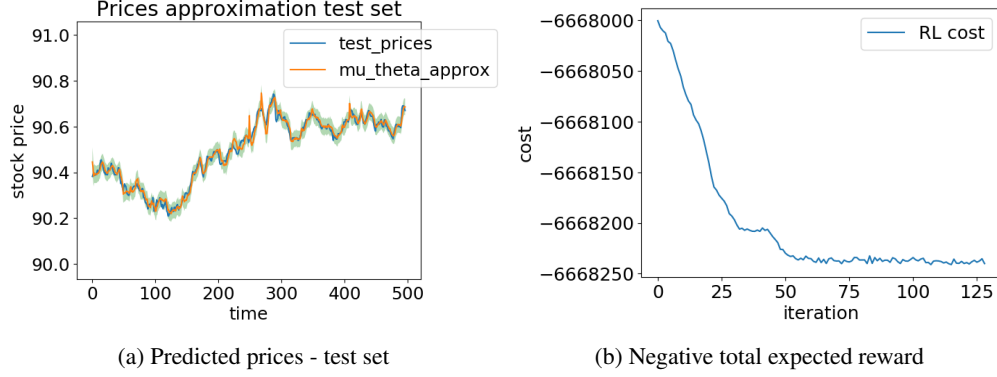 Prices approximation test set
91.0
90.8
90.6
90.4
90.2
90.0
stock price
test_prices
mu_theta_approx
0
100
200
300
400
500
time
(a) Predicted prices - test set
−6668000
−6668050
−6668100
−6668150
−6668200
−6668250
cost
RL cost
0
25
50
75
100
125
iteration
(b) Negative total expected reward